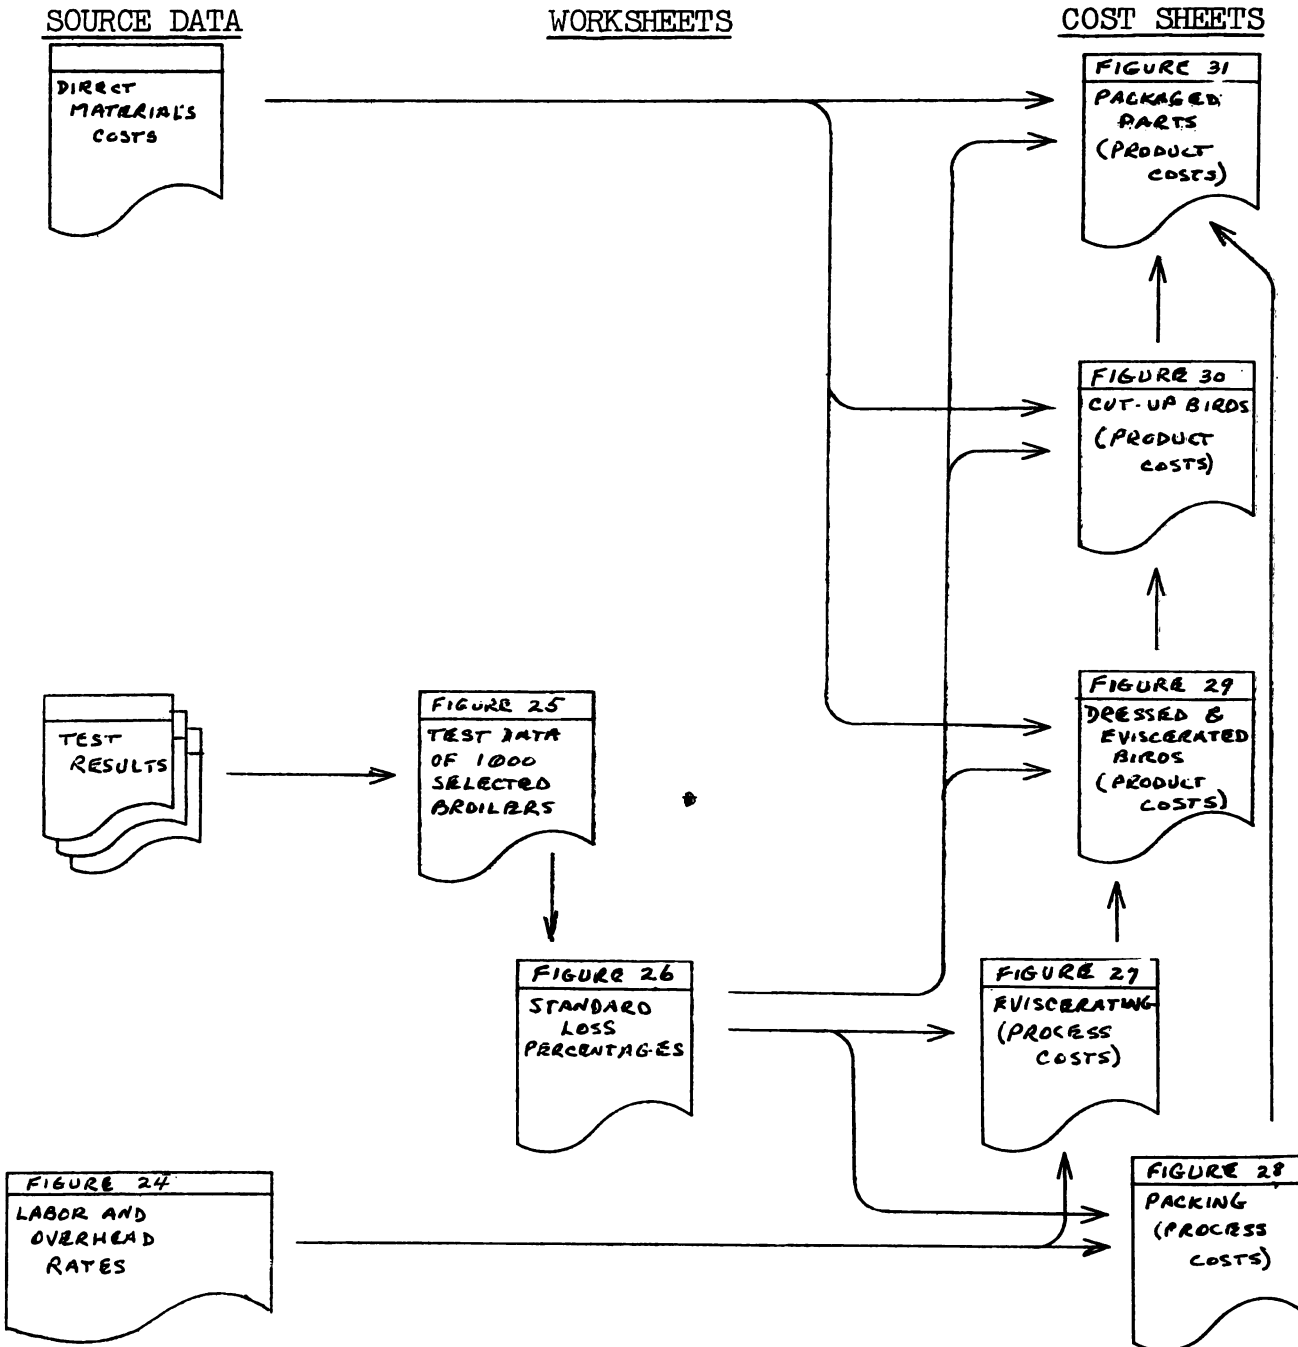 SOURCE DATA
WORKSHEETS
COST SHEETS
DIRECT
MATERIALS
COSTS
FIGURE 31
PACKAGED
PARTS
(PRODUCT
COSTS)
FIGURE 30
CUT-UP BIRDS
(PRODUCT
COSTS)
TEST
RESULTS
FIGURE 25
TEST DATA
OF 1000
SELECTED
BROILERS
FIGURE 29
DRESSED &
EVISCERATED
BIRDS
(PRODUCT
COSTS)
FIGURE 26
STANDARD
LOSS
PERCENTAGES
FIGURE 27
EVISCERATING
(PROCESS
COSTS)
FIGURE 24
LABOR AND
OVERHEAD
RATES
FIGURE 28
PACKING
(PROCESS
COSTS)